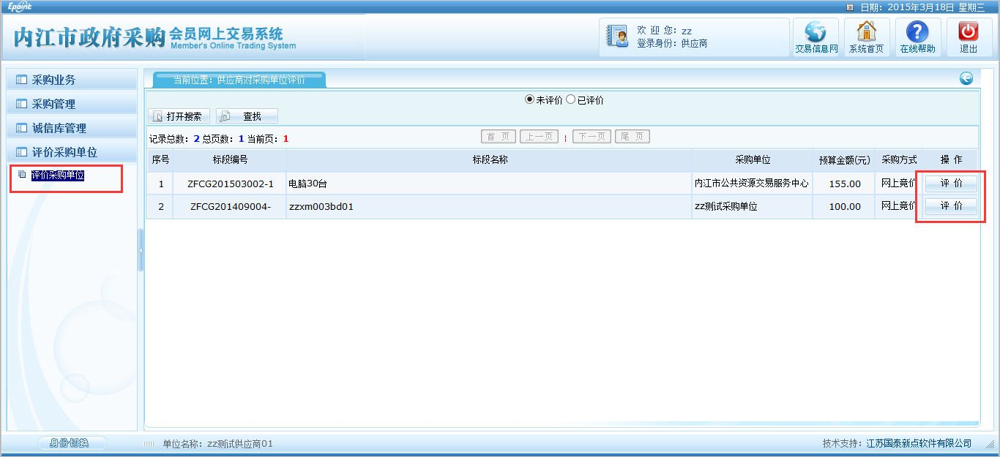 Epoint
日期：2015年3月18日 星期三
内江市政府采购 会员网上交易系统
Member's Online Trading System
欢 迎 您：zz
登录身份：供应商
交易信息网 系统首页 在线帮助 退出
采购业务
采购管理
诚信库管理
评价采购单位
评价采购单位
当前位置：供应商对采购单位评价
未评价 已评价
打开搜索 查找
记录总数：2 总页数：1 当前页：1 首 页 上一页 ¦ 下一页 尾 页
序号 标段编号 标段名称 采购单位 预算金额(元) 采购方式 操 作
1 ZFCG201503002-1 电脑30台 内江市公共资源交易服务中心 155.00 网上竟价 评 价
2 ZFCG201409004- zzxm003bd01 zz测试采购单位 100.00 网上竟价 评 价
身份切换 单位名称：zz测试供应商01 技术支持：江苏国泰新点软件有限公司